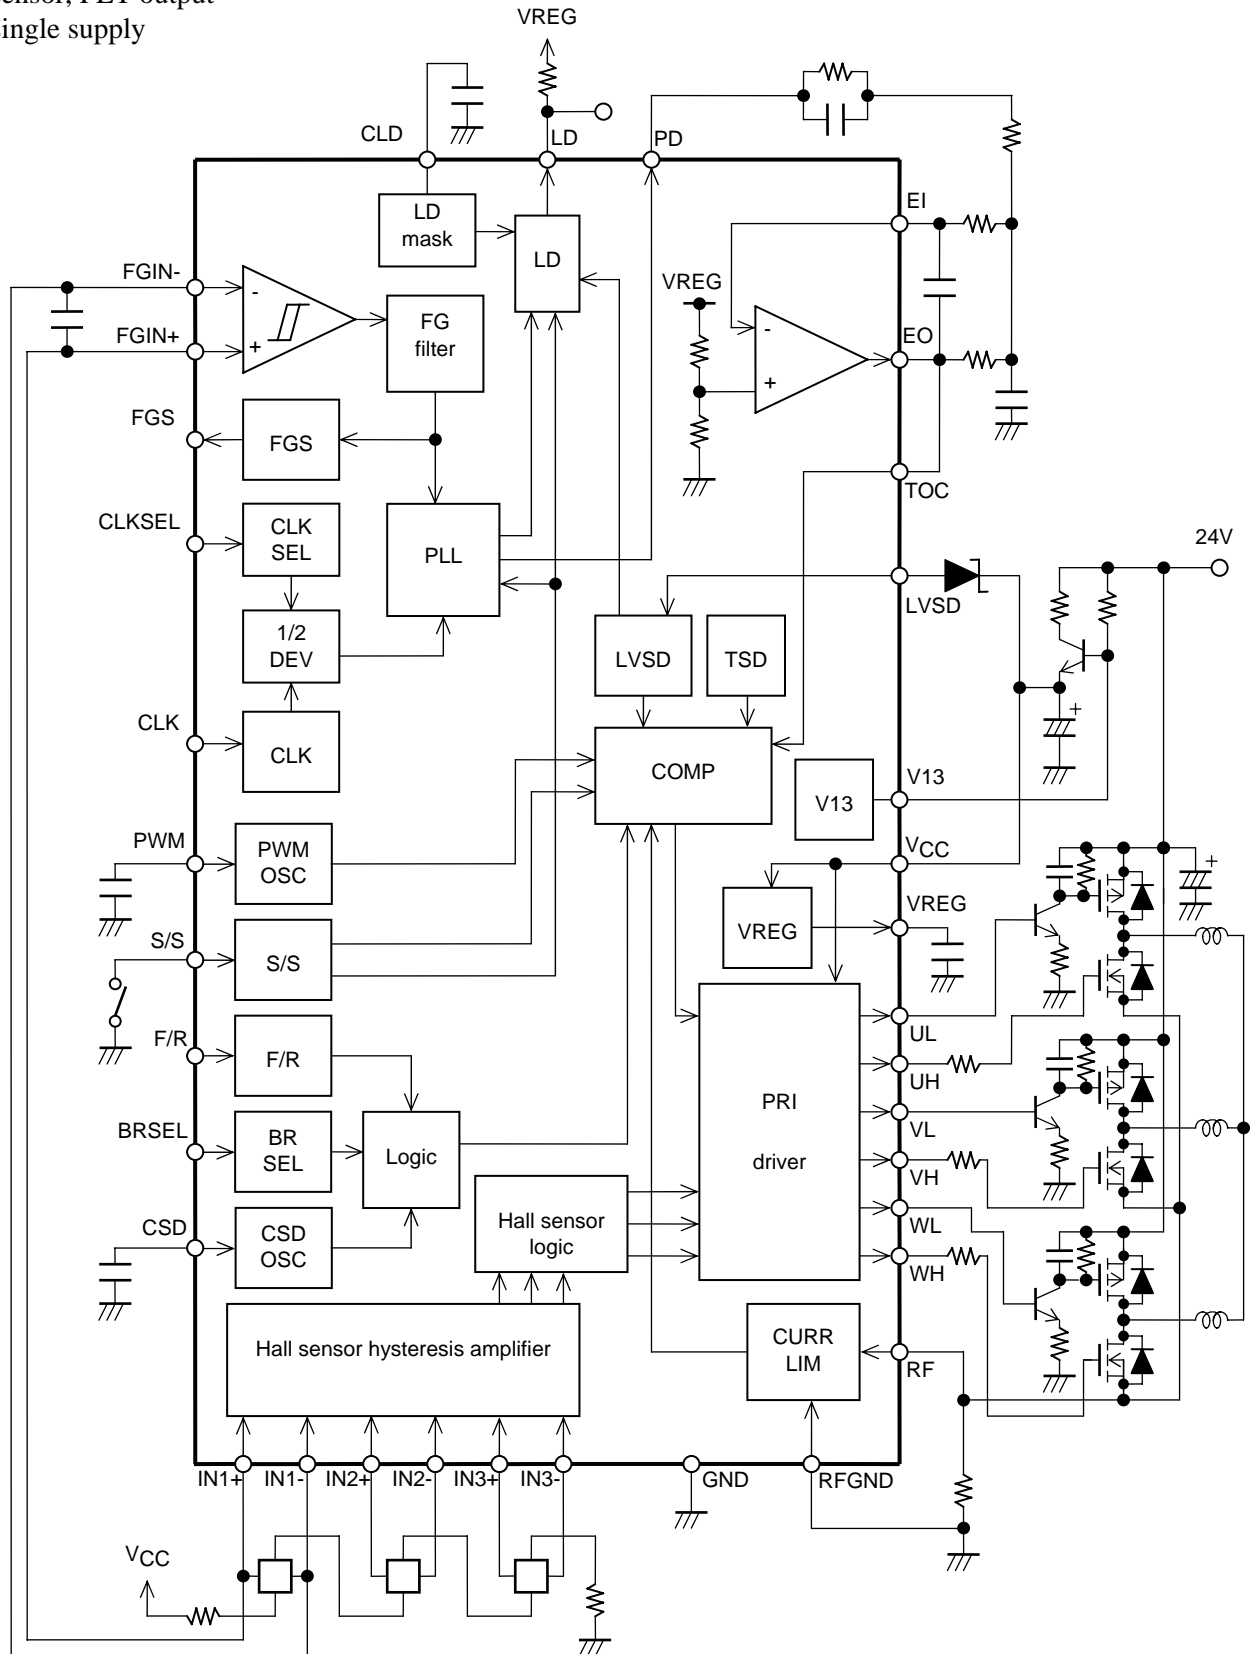 sensor, FET output
single supply
VREG
CLD
LD
PD
LD
mask
LD
EI
FGIN-
-
FG
filter
VREG
-
EO
FGIN+
+
+
FGS
FGS
TOC
CLKSEL
CLK
SEL
PLL
24V
LVSD
1/2
DEV
LVSD
TSD
CLK
CLK
COMP
+
V13
V13
PWM
PWM
OSC
VCC
+
VREG
VREG
S/S
S/S
UL
F/R
F/R
UH
PRI
driver
BRSEL
BR
SEL
Logic
VL
VH
CSD
CSD
OSC
Hall sensor
logic
WL
WH
Hall sensor hysteresis amplifier
CURR
LIM
RF
IN1+
IN1-
IN2+
IN2-
IN3+
IN3-
GND
RFGND
VCC